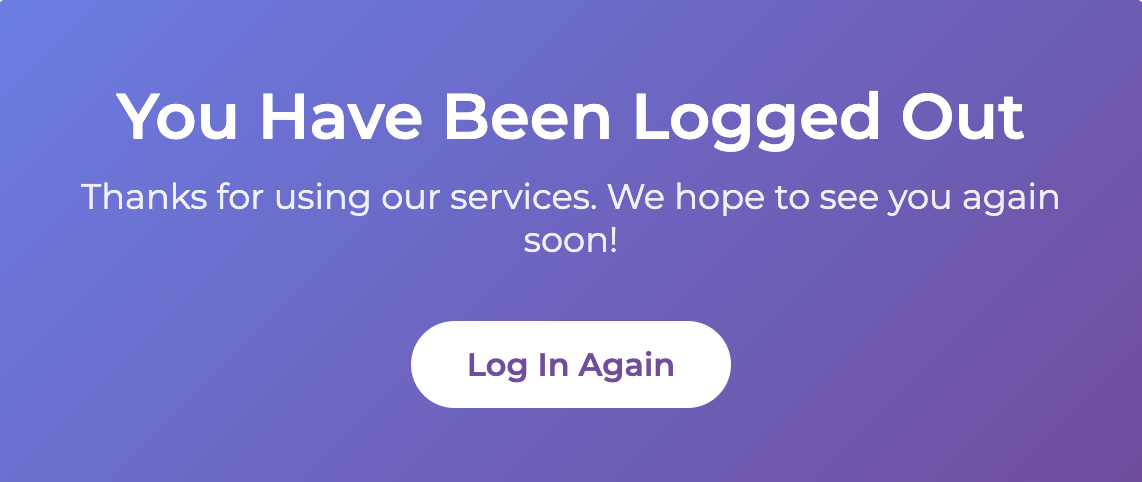 You Have Been Logged Out
Thanks for using our services. We hope to see you again
soon!
Log In Again